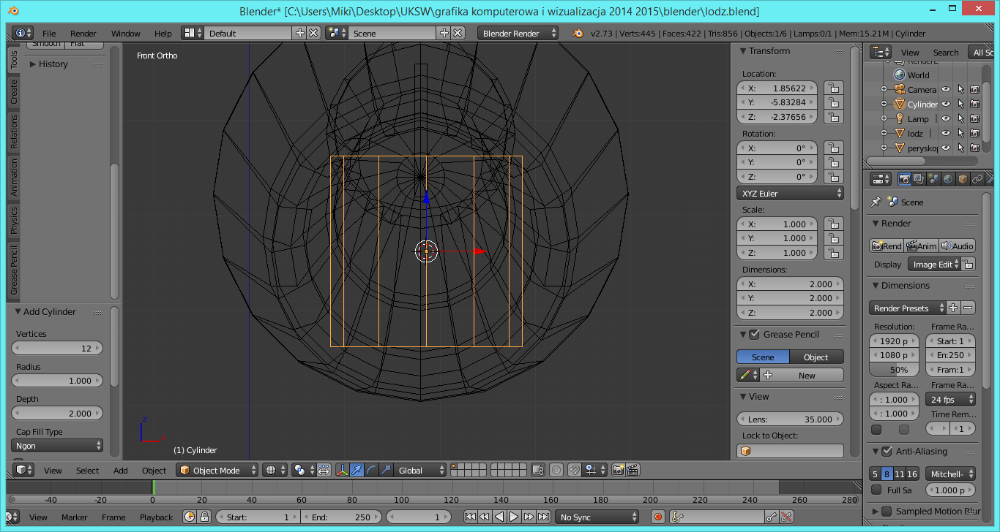 Blender* [C:\Users\Miki\Desktop\UKSW\grafika komputerowa i wizualizacja 2014 2015\blender\lodz.blend]
File Render Window Help Default Scene Blender Render v2.73 | Verts:445 | Faces:422 | Tris:856 | Objects:1/6 | Lamps:0/1 | Mem:15.21M | Cylinder
Tools
Create
Relations
Animation
Physics
Grease Pencil
Smooth Flat
History
Add Cylinder
Vertices
12
Radius
1.000
Depth
2.000
Cap Fill Type
Ngon
Front Ortho
z
x
(1) Cylinder
Transform
Location:
X: 1.85622
Y: -5.83284
Z: -2.37656
Rotation:
X: 0°
Y: 0°
Z: 0°
XYZ Euler
Scale:
X: 1.000
Y: 1.000
Z: 1.000
Dimensions:
X: 2.000
Y: 2.000
Z: 2.000
Grease Pencil
Scene Object
New
View
Lens: 35.000
Lock to Object:
View Search All Sc
World
Camera
Cylinder
Lamp
lodz
perysko
Scene
Render
Rend Anim Audio
Display Image Edit
Dimensions
Render Presets
Resolution: Frame Ra...
1920 p Start: 1
1080 p En:250
50% Fram:1
Aspect Ra... Frame Ra...
: 1.000 24 fps
: 1.000 Time Rem...
1
Anti-Aliasing
5 8 11 16 Mitchell-
Full Sa 1.000 p
Sampled Motion Blur
View Select Add Object Object Mode Global
-40 -20 0 20 40 60 80 100 120 140 160 180 200 220 240 260 280
View Marker Frame Playback Start: 1 End: 250 1 No Sync